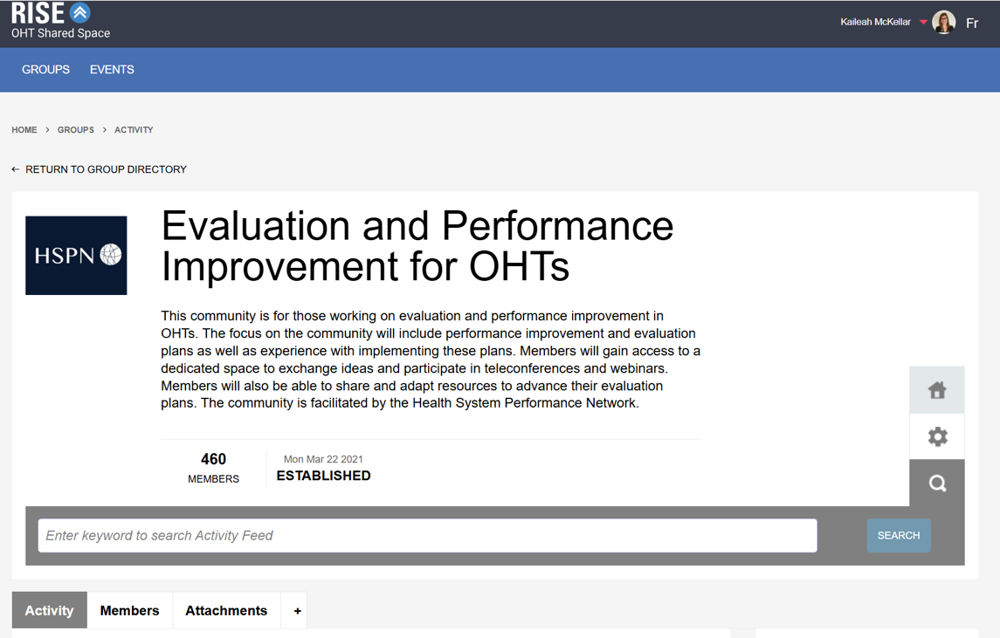 RISE
OHT Shared Space
Kaileah McKellar
Fr
GROUPS EVENTS
HOME > GROUPS > ACTIVITY
← RETURN TO GROUP DIRECTORY
HSPN
Evaluation and Performance
Improvement for OHTs
This community is for those working on evaluation and performance improvement in
OHTs. The focus on the community will include performance improvement and evaluation
plans as well as experience with implementing these plans. Members will gain access to a
dedicated space to exchange ideas and participate in teleconferences and webinars.
Members will also be able to share and adapt resources to advance their evaluation
plans. The community is facilitated by the Health System Performance Network.
460
MEMBERS
Mon Mar 22 2021
ESTABLISHED
Enter keyword to search Activity Feed
SEARCH
Activity Members Attachments +